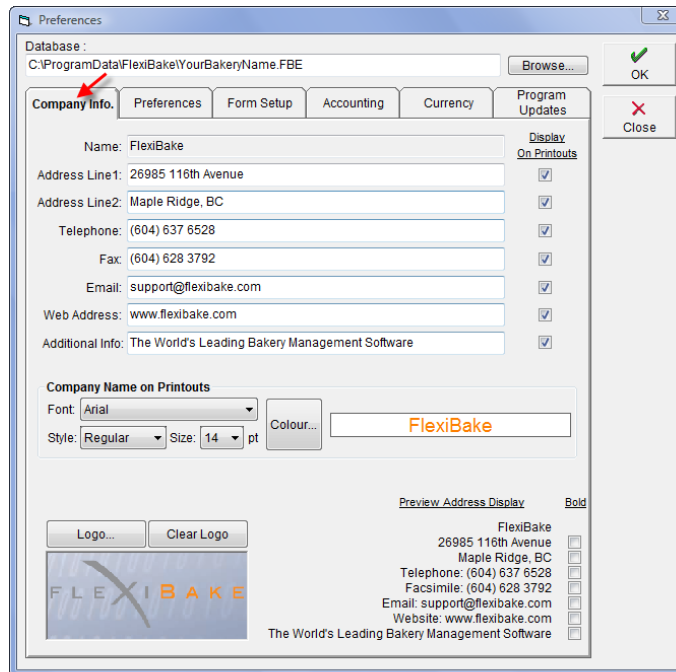 Preferences
Database :
C:\ProgramData\FlexiBake\YourBakeryName.FBE
Browse...
OK
Close
Company Info.
Preferences
Form Setup
Accounting
Currency
Program
Updates
Display
On Printouts
Name: FlexiBake
Address Line1: 26985 116th Avenue
Address Line2: Maple Ridge, BC
Telephone: (604) 637 6528
Fax: (604) 628 3792
Email: support@flexibake.com
Web Address: www.flexibake.com
Additional Info: The World's Leading Bakery Management Software
Company Name on Printouts
Font: Arial
Style: Regular Size: 14 pt
Colour...
FlexiBake
Preview Address Display Bold
Logo... Clear Logo
FLEXIBAKE
FlexiBake
26985 116th Avenue
Maple Ridge, BC
Telephone: (604) 637 6528
Facsimile: (604) 628 3792
Email: support@flexibake.com
Website: www.flexibake.com
The World's Leading Bakery Management Software